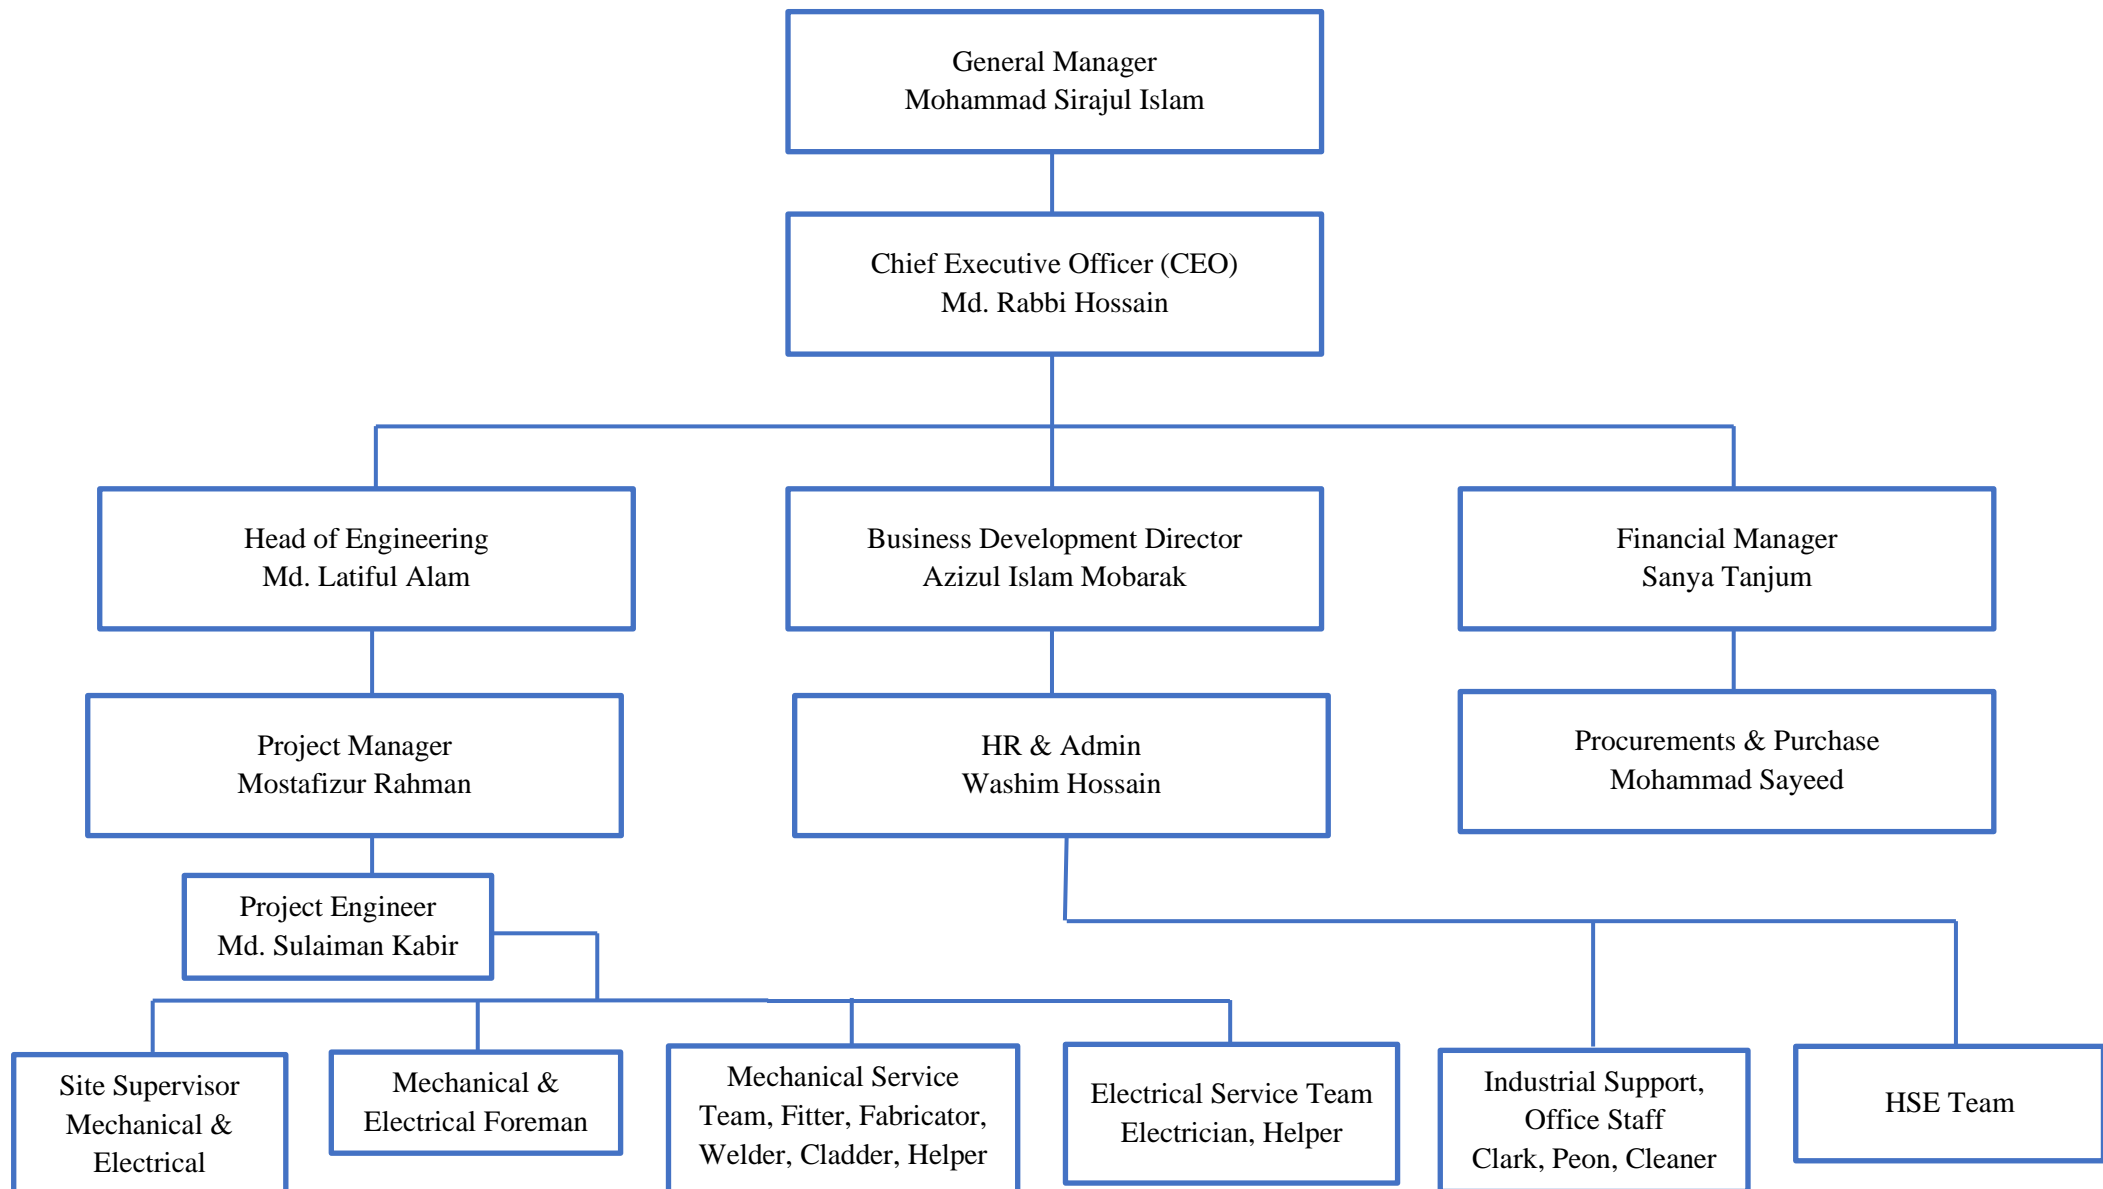 General Manager
Mohammad Sirajul Islam
Chief Executive Officer (CEO)
Md. Rabbi Hossain
Head of Engineering
Md. Latiful Alam
Business Development Director
Azizul Islam Mobarak
Financial Manager
Sanya Tanjum
Project Manager
Mostafizur Rahman
HR & Admin
Washim Hossain
Procurements & Purchase
Mohammad Sayeed
Project Engineer
Md. Sulaiman Kabir
Site Supervisor
Mechanical &
Electrical
Mechanical &
Electrical Foreman
Mechanical Service
Team, Fitter, Fabricator,
Welder, Cladder, Helper
Electrical Service Team
Electrician, Helper
Industrial Support,
Office Staff
Clark, Peon, Cleaner
HSE Team